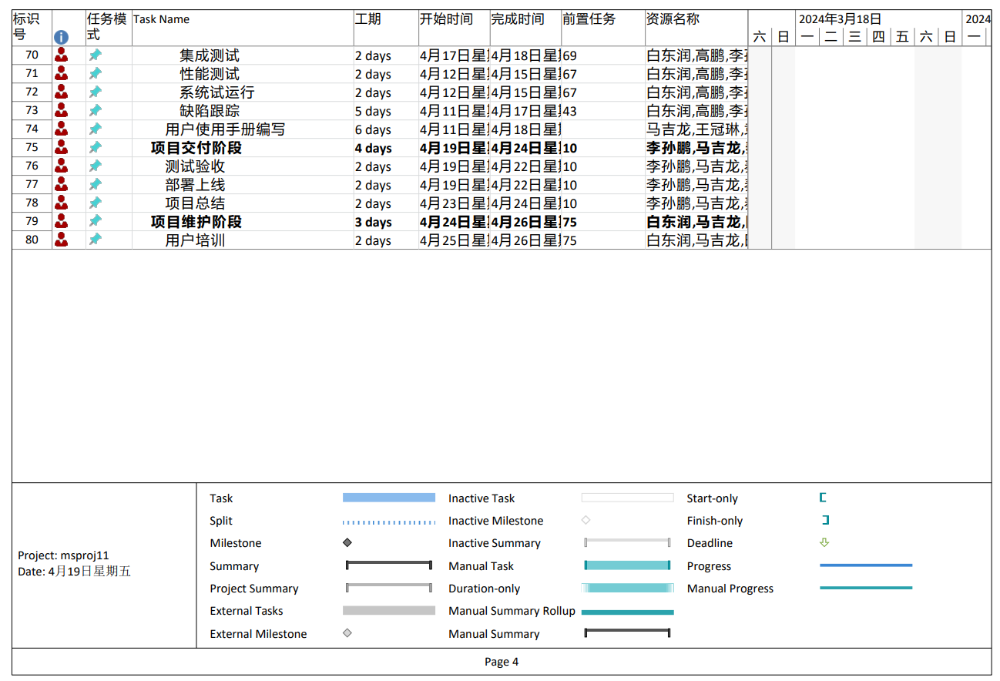 标识号 任务模式 Task Name 工期 开始时间 完成时间 前置任务 资源名称 2024年3月18日 2024
六 日 一 二 三 四 五 六 日 一
70 集成测试 2 days 4月17日星 4月18日星 69 白东润,高鹏,李
71 性能测试 2 days 4月12日星 4月15日星 67 白东润,高鹏,李
72 系统试运行 2 days 4月12日星 4月15日星 67 白东润,高鹏,李
73 缺陷跟踪 5 days 4月11日星 4月17日星 43 白东润,高鹏,李
74 用户使用手册编写 6 days 4月11日星 4月18日星 马吉龙,王冠琳,
75 项目交付阶段 4 days 4月19日星 4月24日星 10 李孙鹏,马吉龙,
76 测试验收 2 days 4月19日星 4月22日星 10 李孙鹏,马吉龙,
77 部署上线 2 days 4月19日星 4月22日星 10 李孙鹏,马吉龙,
78 项目总结 2 days 4月23日星 4月24日星 10 李孙鹏,马吉龙,
79 项目维护阶段 3 days 4月24日星 4月26日星 75 白东润,马吉龙,
80 用户培训 2 days 4月25日星 4月26日星 75 白东润,马吉龙,
Project: msproj11
Date: 4月19日星期五
Task Inactive Task Start-only
Split Inactive Milestone Finish-only
Milestone Inactive Summary Deadline
Summary Manual Task Progress
Project Summary Duration-only Manual Progress
External Tasks Manual Summary Rollup
External Milestone Manual Summary
Page 4